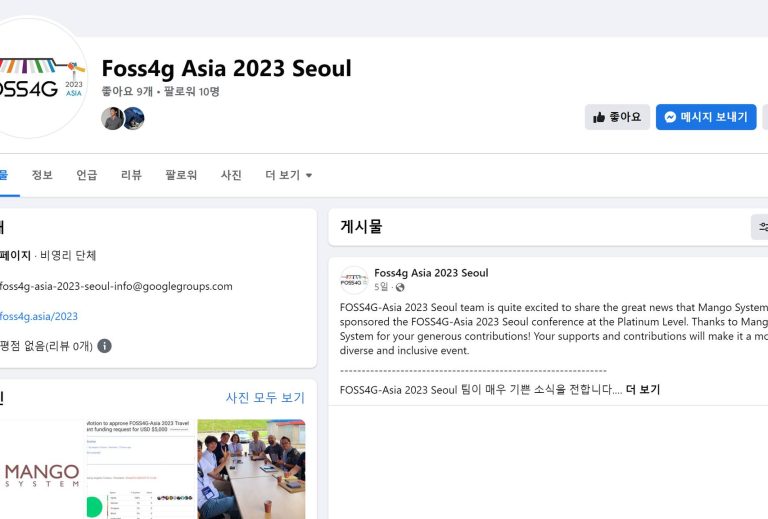 Foss4g Asia 2023 Seoul
좋아요 9개 • 팔로워 10명
OSS4G
2023
ASIA
좋아요
메시지 보내기
물 정보 언급 리뷰 팔로워 사진 더 보기
개
페이지 · 비영리 단체
foss4g-asia-2023-seoul-info@googlegroups.com
foss4g.asia/2023
평점 없음(리뷰 0개)
진
사진 모두 보기
MANGO
SYSTEM
Motion to approve FOSS4G-Asia 2023 Travel
ant funding request for USD $5,000
게시물
Foss4g Asia 2023 Seoul
5일 ·
FOSS4G-Asia 2023 Seoul team is quite excited to share the great news that Mango System
sponsored the FOSS4G-Asia 2023 Seoul conference at the Platinum Level. Thanks to Mang
System for your generous contributions! Your supports and contributions will make it a mo
diverse and inclusive event.
-------------------------------------------------------------
FOSS4G-Asia 2023 Seoul 팀이 매우 기쁜 소식을 전합니다.... 더 보기